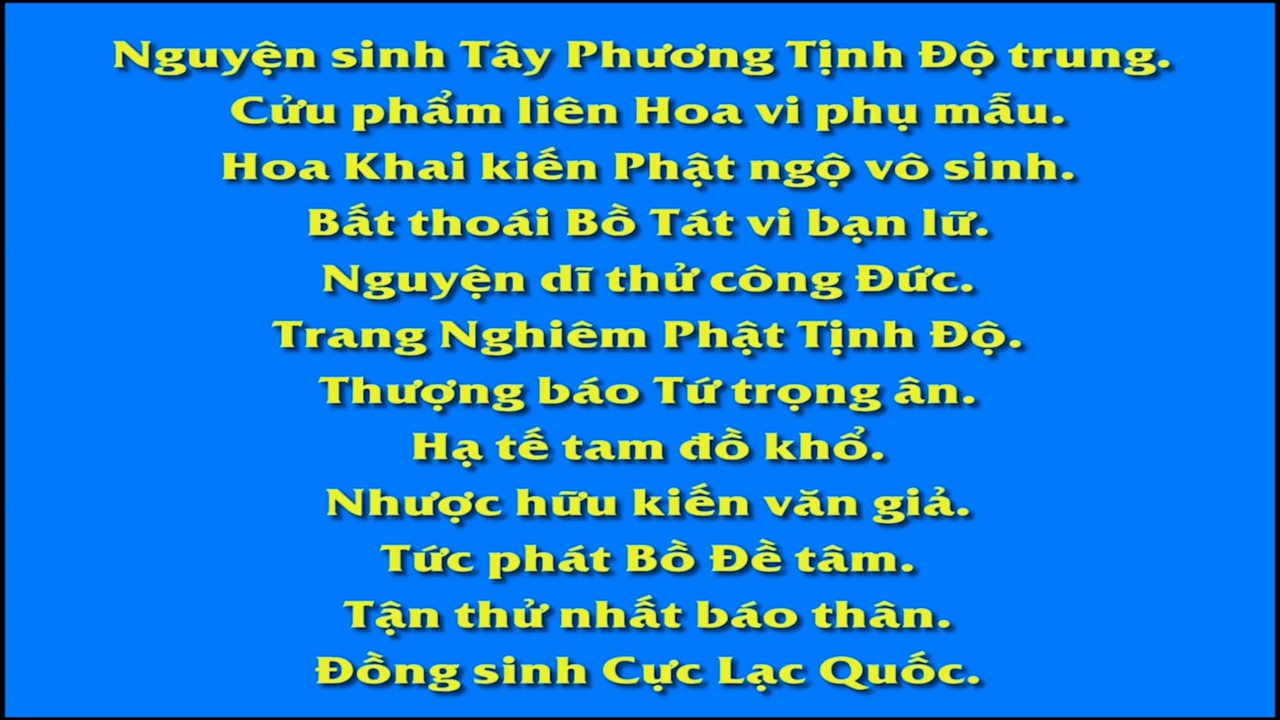 Nguyện sinh Tây Phương Tịnh Độ trung.
Cửu phẩm liên Hoa vi phụ mẫu.
Hoa Khai kiến Phật ngộ vô sinh.
Bất thoái Bồ Tát vi bạn lữ.
Nguyện dĩ thử công Đức.
Trang Nghiêm Phật Tịnh Độ.
Thượng báo Tứ trọng ân.
Hạ tế tam đồ khổ.
Nhược hữu kiến văn giả.
Tức phát Bồ Đề tâm.
Tận thử nhất báo thân.
Đồng sinh Cực Lạc Quốc.